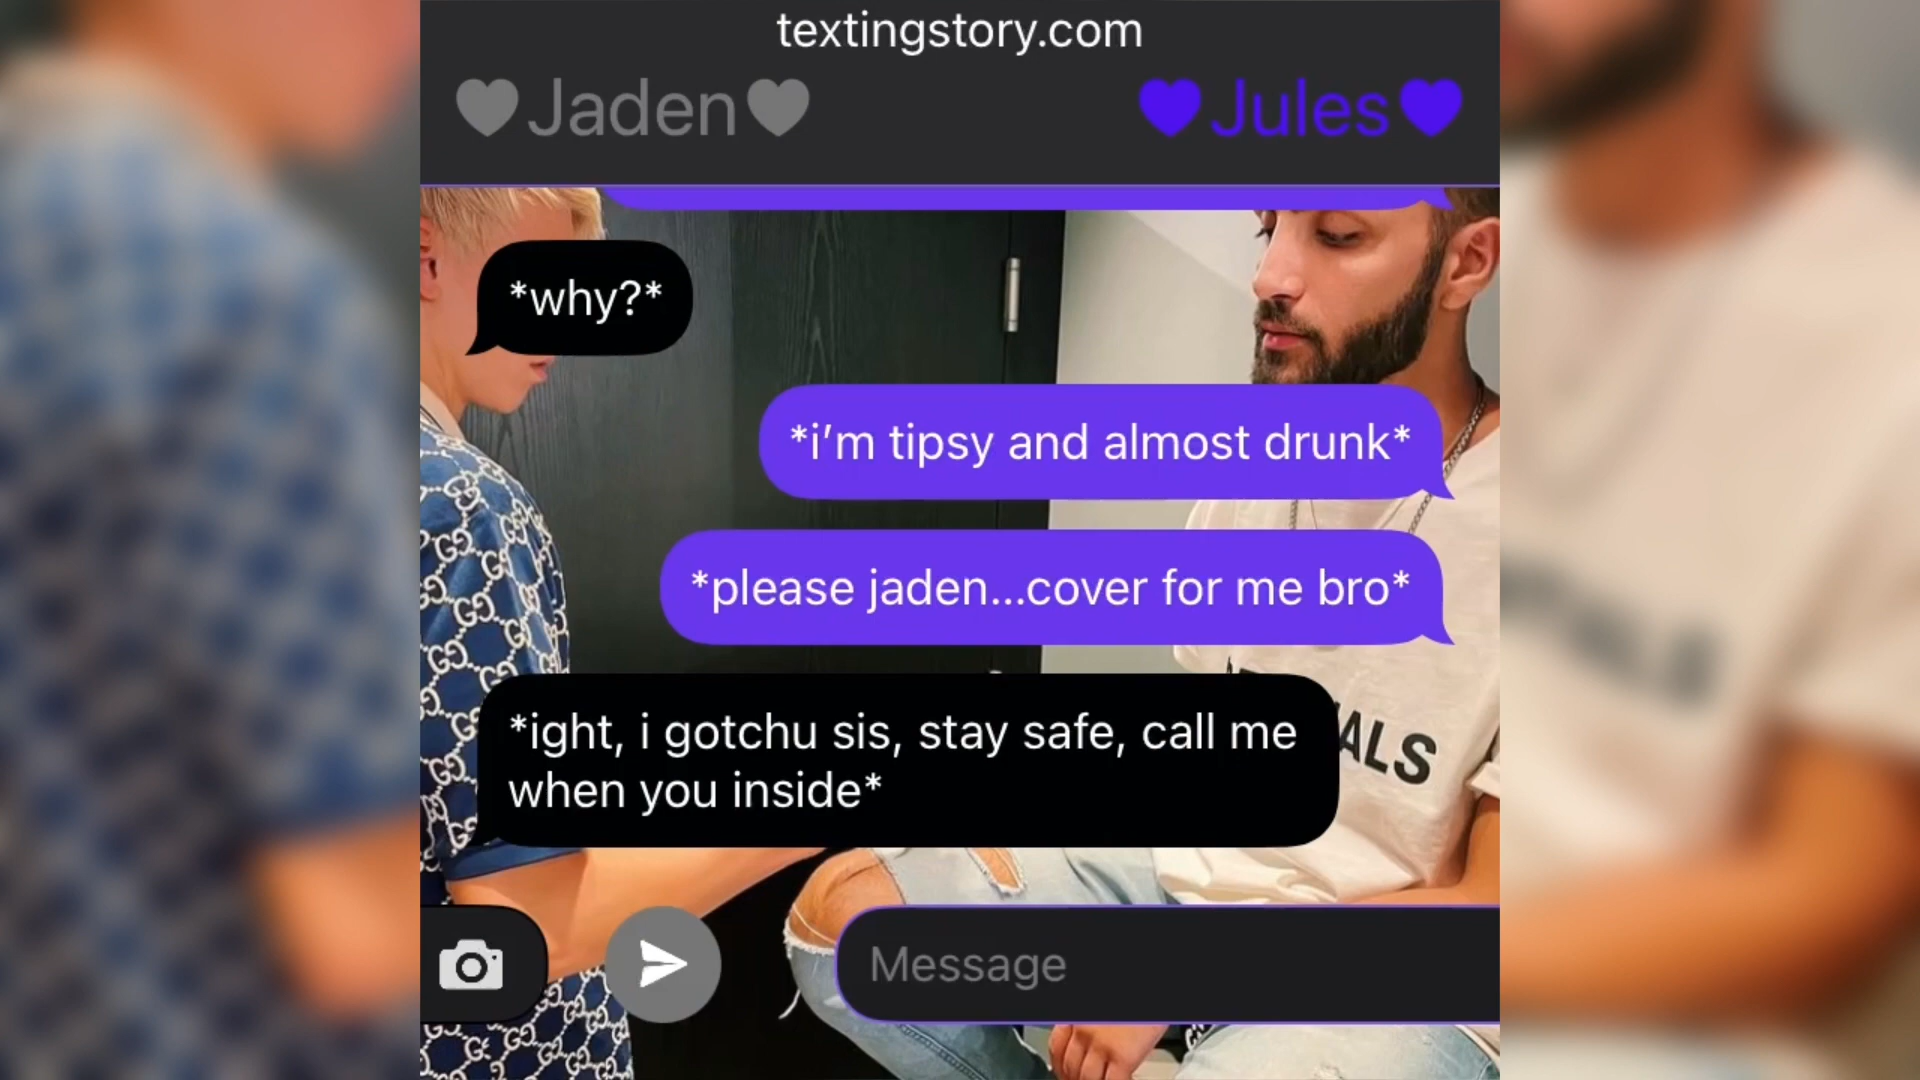 textingstory.com
🩶Jaden🩶 💜Jules💜
*why?*
*i’m tipsy and almost drunk*
*please jaden...cover for me bro*
*ight, i gotchu sis, stay safe, call me
when you inside*
ALS
Message